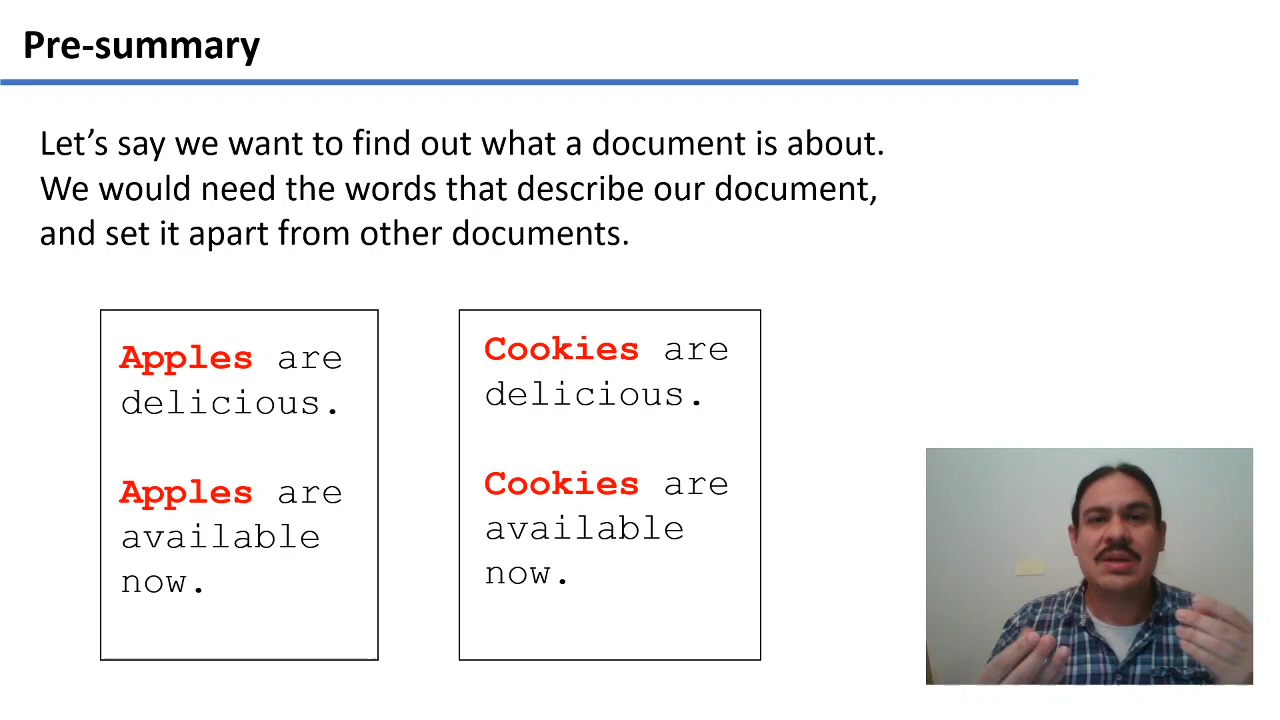 Pre-summary
Let’s say we want to find out what a document is about.
We would need the words that describe our document,
and set it apart from other documents.
Apples are
delicious.
Apples are
available
now.
Cookies are
delicious.
Cookies are
available
now.